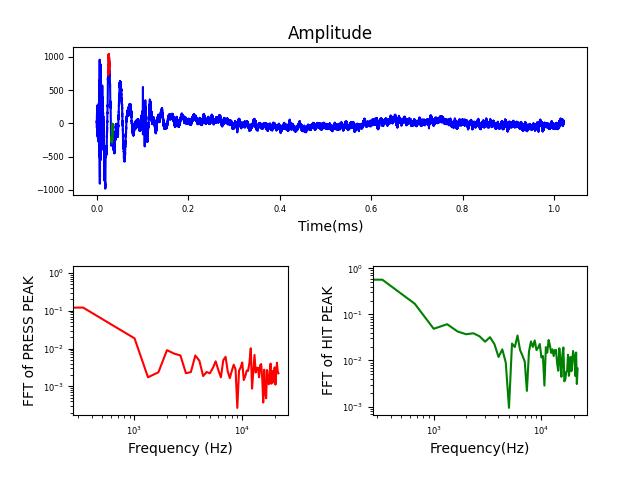 Amplitude
1000
500
0
−500
−1000
0.0 0.2 0.4 0.6 0.8 1.0
Time(ms)
FFT of PRESS PEAK
10⁰
10⁻¹
10⁻²
10⁻³
10³ 10⁴
Frequency (Hz)
FFT of HIT PEAK
10⁰
10⁻¹
10⁻²
10⁻³
10³ 10⁴
Frequency(Hz)